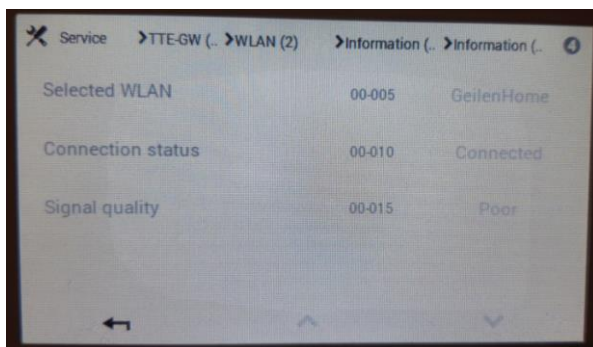 Service >TTE-GW (.. >WLAN (2) >Information (.. >Information (.. 4
Selected WLAN 00-005 GeilenHome
Connection status 00-010 Connected
Signal quality 00-015 Poor